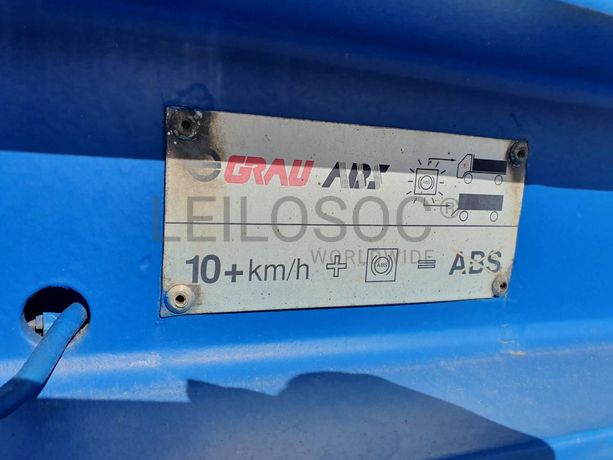 GRAU ABS
LEILOSOC®
WORLDWIDE
10+km/h + ABS = ABS